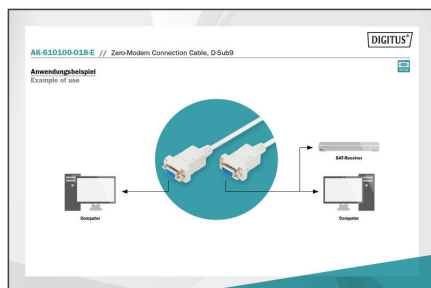 DIGITUS®
AK-610100-018-E // Zero-Modem Connection Cable, D-Sub9
Anwendungsbeispiel
Example of use
SAT-Receiver
Computer
Computer